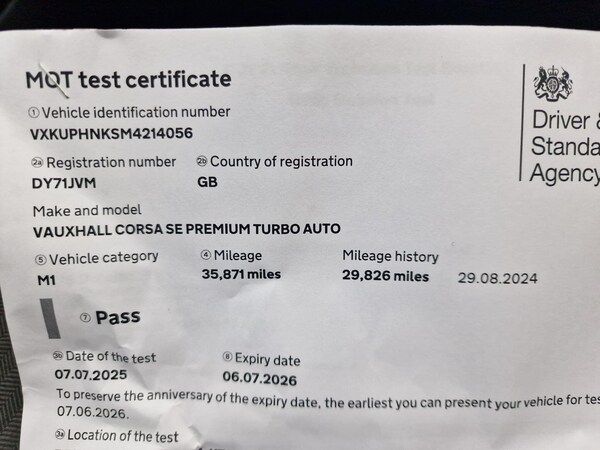 MOT test certificate
① Vehicle identification number
VXKUPHNKSM4214056
Driver &
Standa
Agency
②a Registration number ②b Country of registration
DY71JVM GB
Make and model
VAUXHALL CORSA SE PREMIUM TURBO AUTO
⑤ Vehicle category ④ Mileage Mileage history
M1 35,871 miles 29,826 miles 29.08.2024
⑦ Pass
③b Date of the test ⑧ Expiry date
07.07.2025 06.07.2026
To preserve the anniversary of the expiry date, the earliest you can present your vehicle for tes
07.06.2026.
③a Location of the test